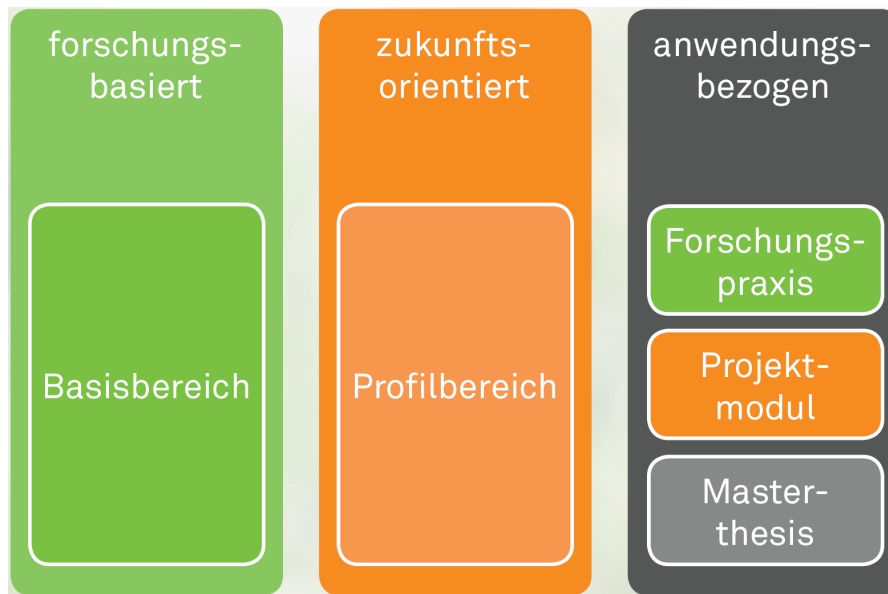 forschungs-
basiert
Basisbereich
zukunfts-
orientiert
Profilbereich
anwendungs-
bezogen
Forschungs-
praxis
Projekt-
modul
Master-
thesis